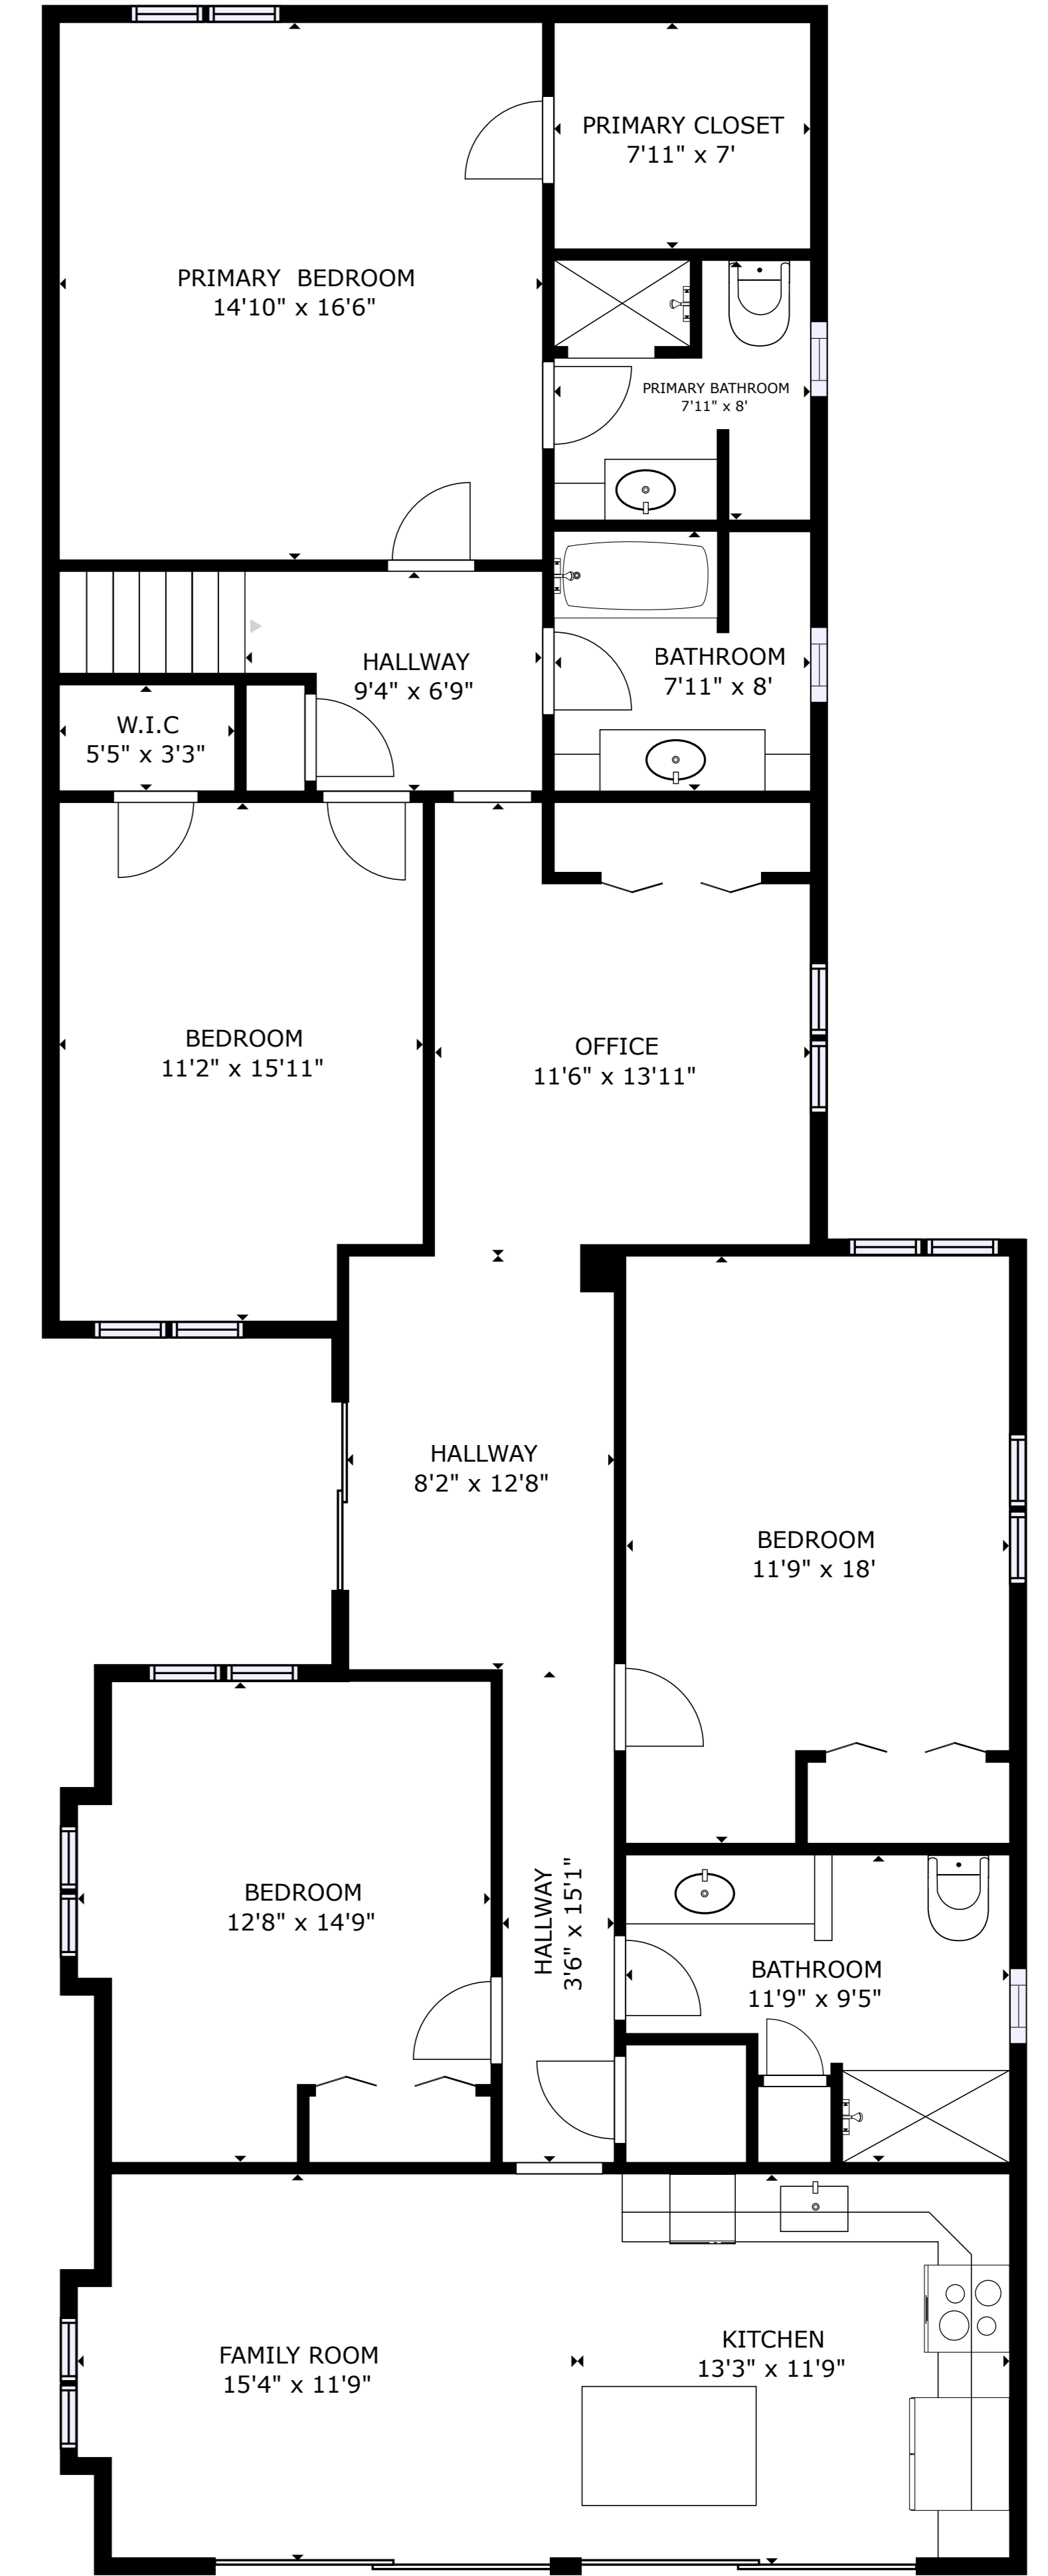 PRIMARY CLOSET
7'11" x 7'
PRIMARY BEDROOM
14'10" x 16'6"
PRIMARY BATHROOM
7'11" x 8'
HALLWAY
9'4" x 6'9"
BATHROOM
7'11" x 8'
W.I.C
5'5" x 3'3"
BEDROOM
11'2" x 15'11"
OFFICE
11'6" x 13'11"
HALLWAY
8'2" x 12'8"
BEDROOM
11'9" x 18'
BEDROOM
12'8" x 14'9"
HALLWAY
3'6" x 15'1"
BATHROOM
11'9" x 9'5"
FAMILY ROOM
15'4" x 11'9"
KITCHEN
13'3" x 11'9"